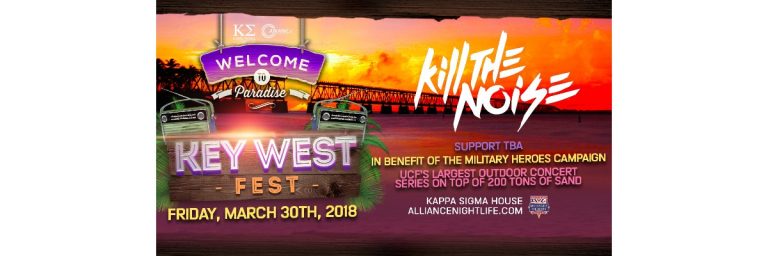 ΚΣ
WELCOME
TO
Paradise
KEY WEST
- FEST -
FRIDAY, MARCH 30TH, 2018
Kill THE
NOISE
SUPPORT TBA
IN BENEFIT OF THE MILITARY HEROES CAMPAIGN
UCF'S LARGEST OUTDOOR CONCERT
SERIES ON TOP OF 200 TONS OF SAND
KAPPA SIGMA HOUSE
ALLIANCENIGHTLIFE.COM